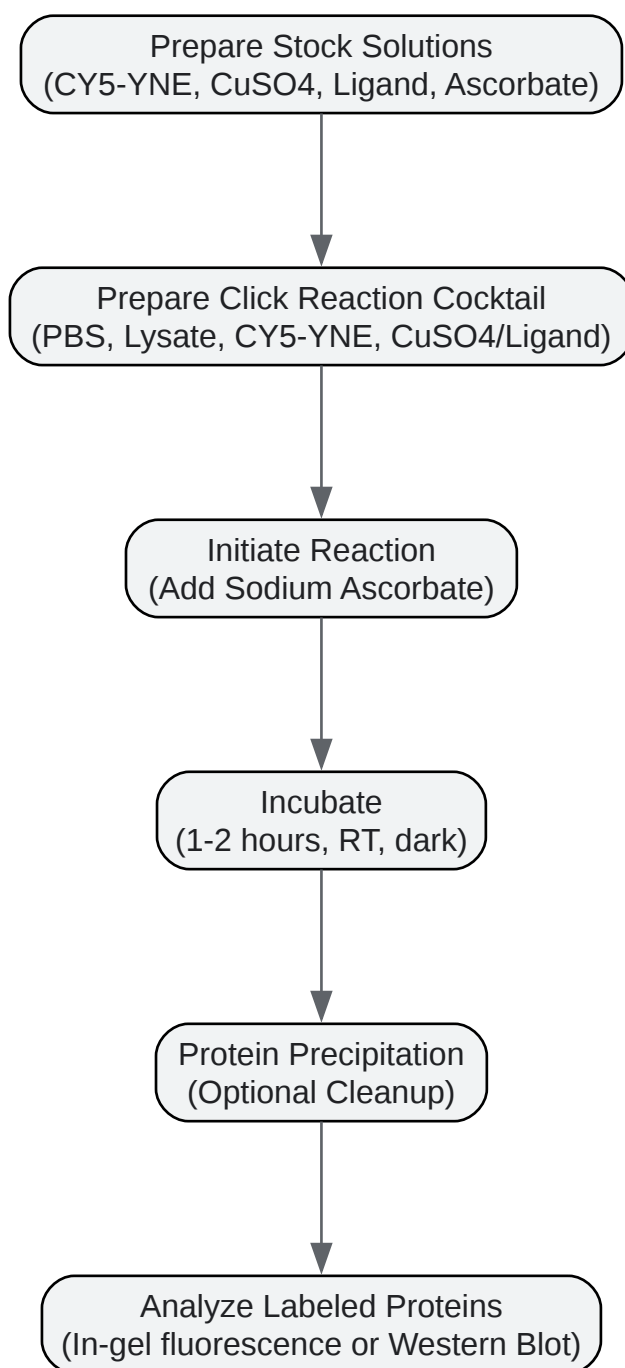 Prepare Stock Solutions
(CY5-YNE, CuSO4, Ligand, Ascorbate)
Prepare Click Reaction Cocktail
(PBS, Lysate, CY5-YNE, CuSO4/Ligand)
Initiate Reaction
(Add Sodium Ascorbate)
Incubate
(1-2 hours, RT, dark)
Protein Precipitation
(Optional Cleanup)
Analyze Labeled Proteins
(In-gel fluorescence or Western Blot)